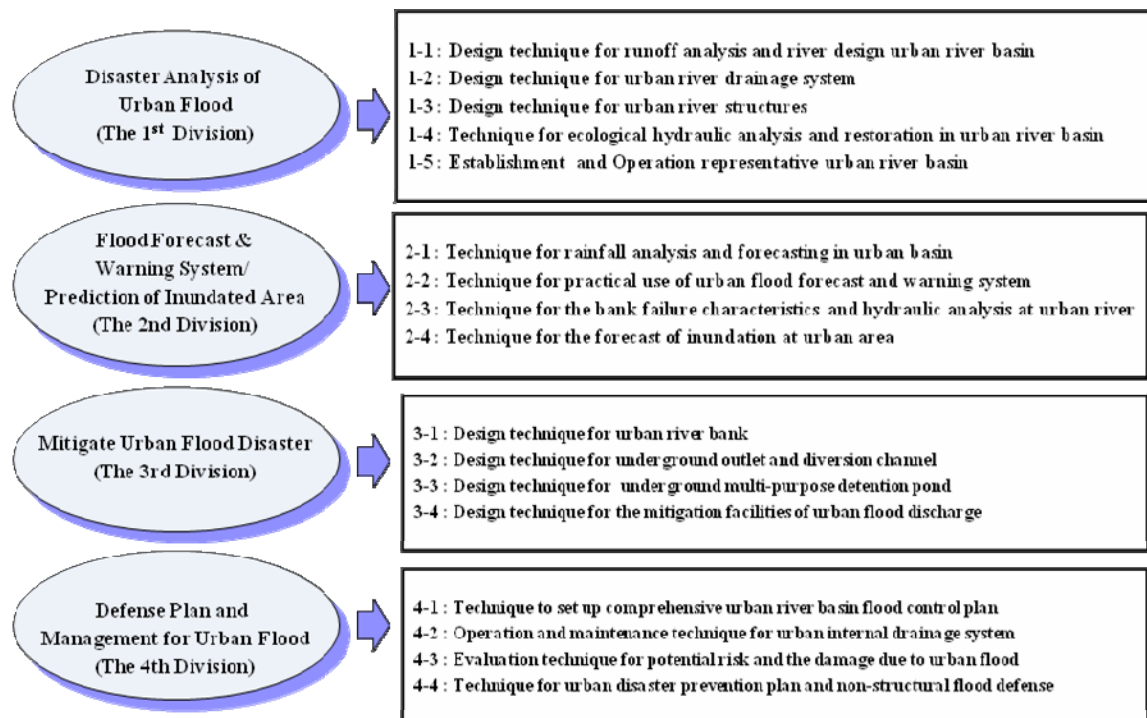 Disaster Analysis of
Urban Flood
(The 1st Division)
1-1 : Design technique for runoff analysis and river design urban river basin
1-2 : Design technique for urban river drainage system
1-3 : Design technique for urban river structures
1-4 : Technique for ecological hydraulic analysis and restoration in urban river basin
1-5 : Establishment and Operation representative urban river basin
Flood Forecast &
Warning System/
Prediction of Inundated Area
(The 2nd Division)
2-1 : Technique for rainfall analysis and forecasting in urban basin
2-2 : Technique for practical use of urban flood forecast and warning system
2-3 : Technique for the bank failure characteristics and hydraulic analysis at urban river
2-4 : Technique for the forecast of inundation at urban area
Mitigate Urban Flood Disaster
(The 3rd Division)
3-1 : Design technique for urban river bank
3-2 : Design technique for underground outlet and diversion channel
3-3 : Design technique for underground multi-purpose detention pond
3-4 : Design technique for the mitigation facilities of urban flood discharge
Defense Plan and
Management for Urban Flood
(The 4th Division)
4-1 : Technique to set up comprehensive urban river basin flood control plan
4-2 : Operation and maintenance technique for urban internal drainage system
4-3 : Evaluation technique for potential risk and the damage due to urban flood
4-4 : Technique for urban disaster prevention plan and non-structural flood defense